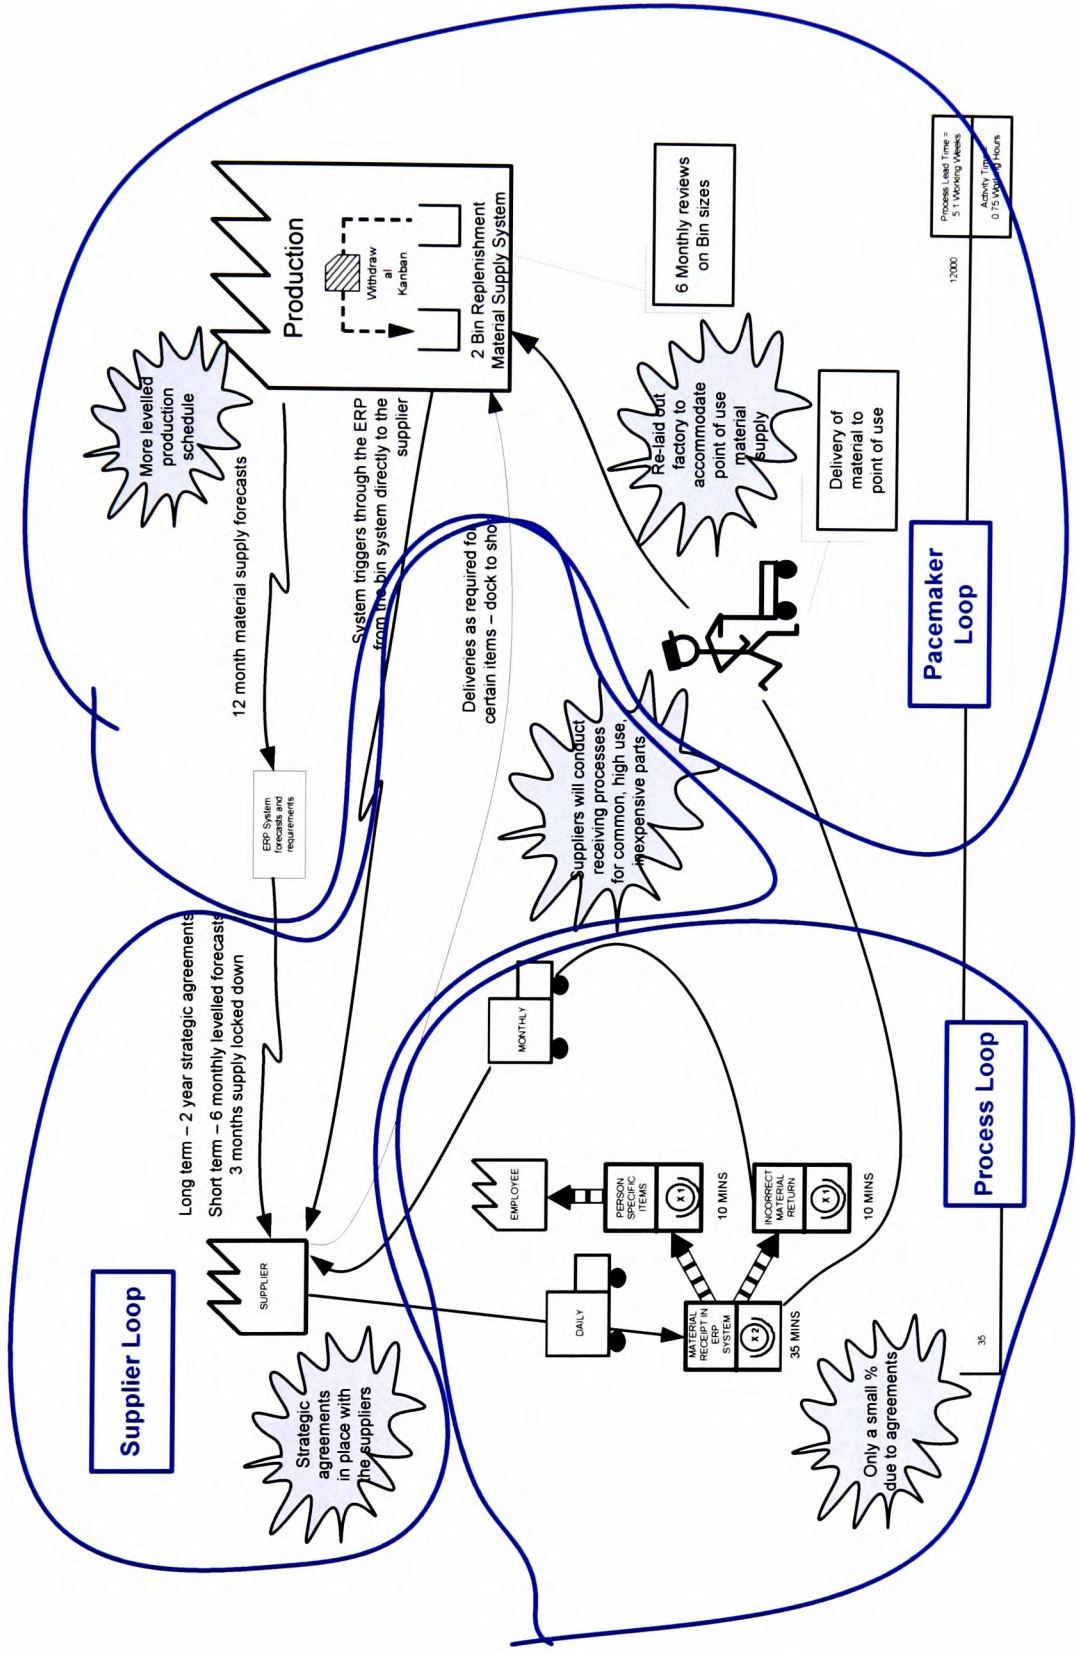 Supplier Loop
Long term – 2 year strategic agreements
Short term – 6 monthly levelled forecasts
3 months supply locked down
12 month material supply forecasts
More levelled
production
schedule
ERP System
forecasts and
requirements
SUPPLIER
Strategic
agreements
in place with
the suppliers
System triggers through the ERP
from the bin system directly to the
supplier
Production
Withdraw
al
Kanban
2 Bin Replenishment
Material Supply System
Deliveries as required for
certain items – dock to shop
MONTHLY
DAILY
EMPLOYEE
Suppliers will conduct
receiving processes
for common, high use,
inexpensive parts
6 Monthly reviews
on Bin sizes
Re-laid out
factory to
accommodate
point of use
material
supply
Delivery of
material to
point of use
MATERIAL
RECEIPT IN
ERP
SYSTEM
X 2
35 MINS
PERSON
SPECIFIC
ITEMS
X 1
10 MINS
INCORRECT
MATERIAL
RETURN
X 1
10 MINS
Only a small %
due to agreements
35
Process Loop
Pacemaker
Loop
12000
Process Lead Time =
5.1 Working Weeks
Activity Time =
0.75 Working Hours